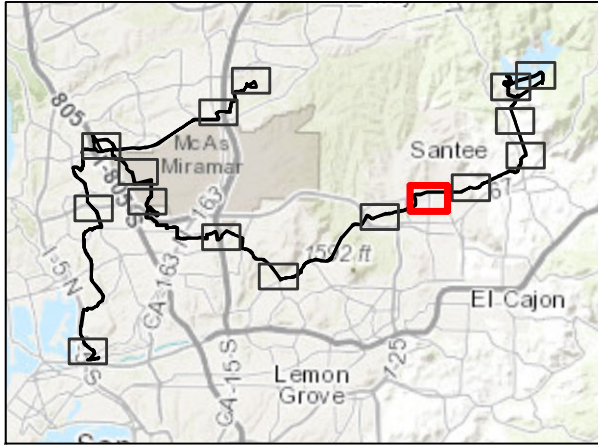 805
McAs
Miramar
I-805 S
163
Santee
67
1592 ft
I-5 N
CA-163
El Cajon
CA-15-S
125
Lemon
Grove
S
San